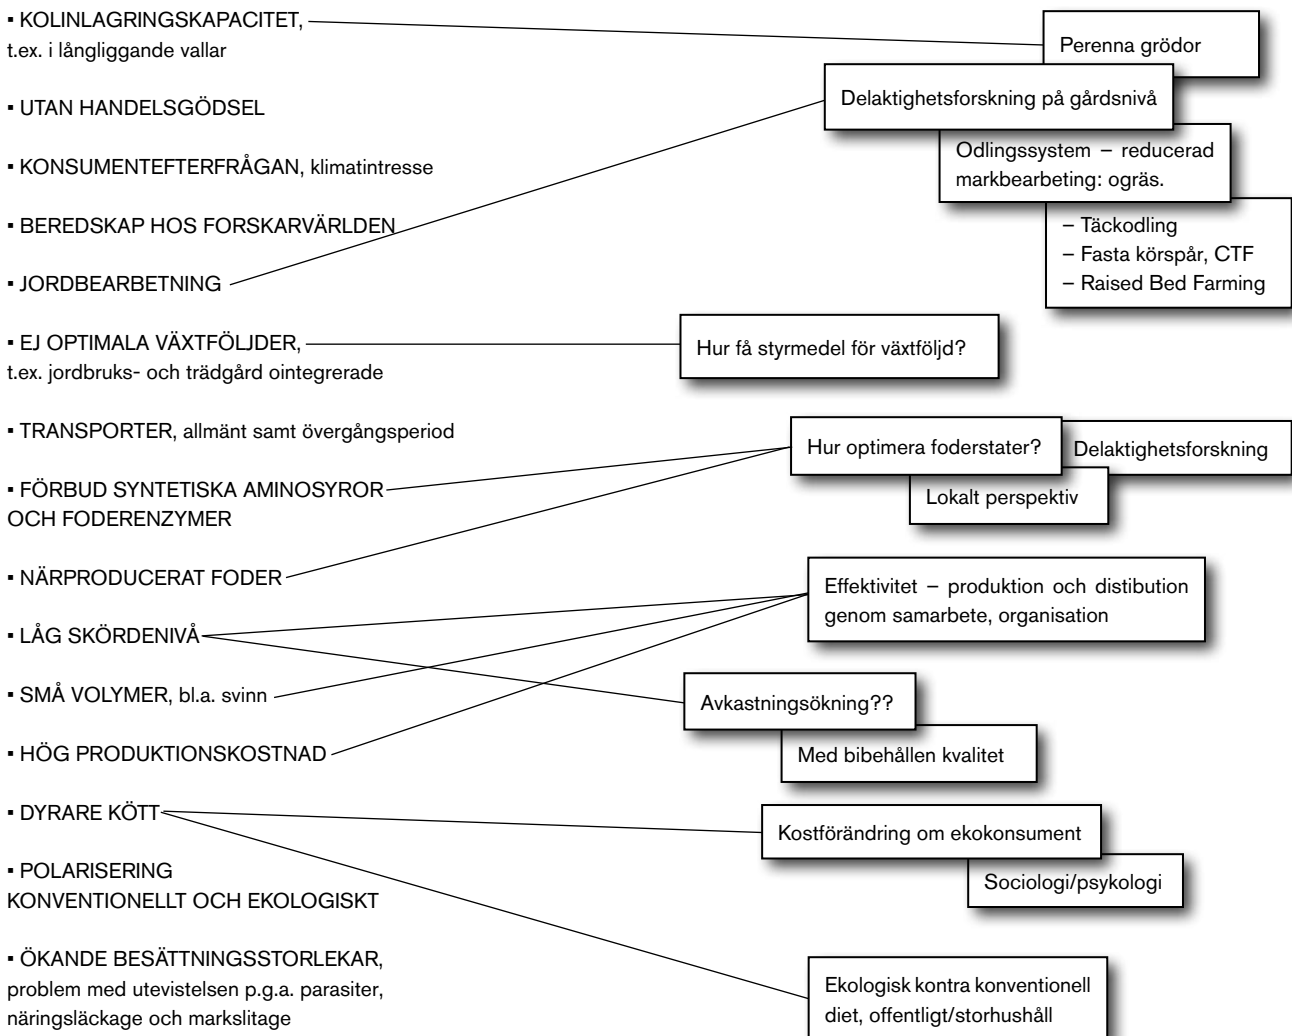 ▪ KOLINLAGRINGSKAPACITET,
t.ex. i långliggande vallar
Perenna grödor
▪ UTAN HANDELSGÖDSEL
Delaktighetsforskning på gårdsnivå
Odlingssystem – reducerad
markbearbeting: ogräs.
▪ KONSUMENTEFTERFRÅGAN, klimatintresse
▪ BEREDSKAP HOS FORSKARVÄRLDEN
– Täckodling
– Fasta körspår, CTF
– Raised Bed Farming
▪ JORDBEARBETNING
▪ EJ OPTIMALA VÄXTFÖLJDER,
t.ex. jordbruks- och trädgård ointegrerade
Hur få styrmedel för växtföljd?
▪ TRANSPORTER, allmänt samt övergångsperiod
Hur optimera foderstater?
Delaktighetsforskning
Lokalt perspektiv
▪ FÖRBUD SYNTETISKA AMINOSYROR
OCH FODERENZYMER
▪ NÄRPRODUCERAT FODER
Effektivitet – produktion och distibution
genom samarbete, organisation
▪ LÅG SKÖRDENIVÅ
▪ SMÅ VOLYMER, bl.a. svinn
Avkastningsökning??
Med bibehållen kvalitet
▪ HÖG PRODUKTIONSKOSTNAD
▪ DYRARE KÖTT
Kostförändring om ekokonsument
Sociologi/psykologi
▪ POLARISERING
KONVENTIONELLT OCH EKOLOGISKT
▪ ÖKANDE BESÄTTNINGSSTORLEKAR,
problem med utevistelsen p.g.a. parasiter,
näringsläckage och markslitage
Ekologisk kontra konventionell
diet, offentligt/storhushåll